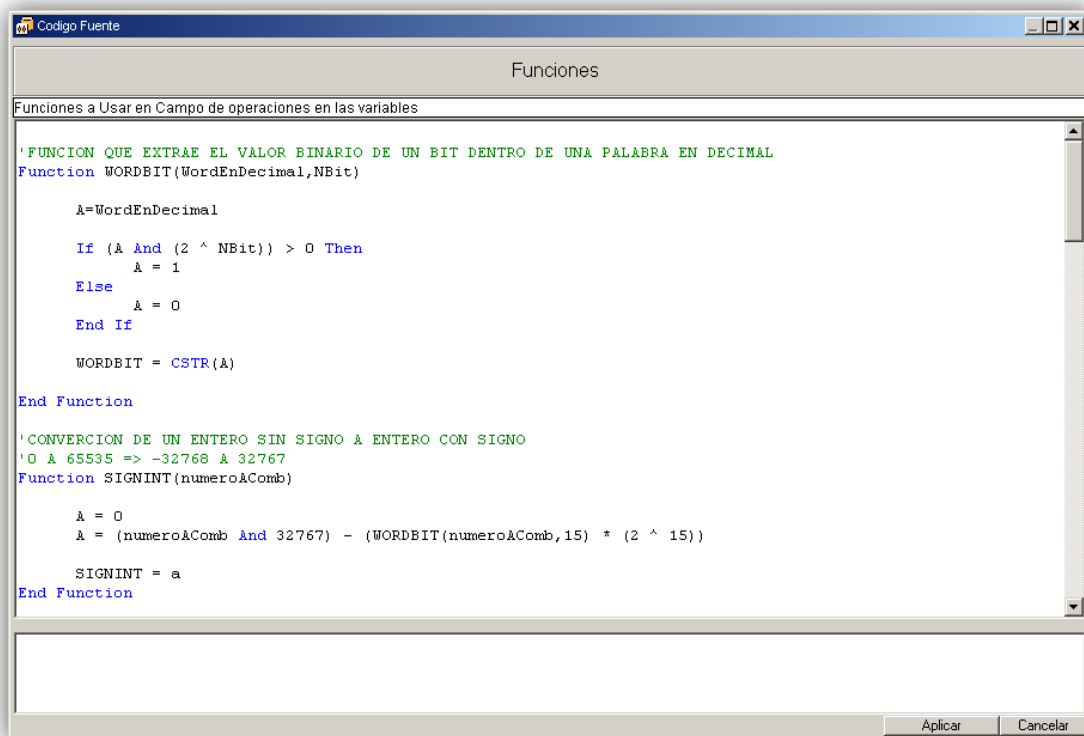 Codigo Fuente
Funciones
Funciones a Usar en Campo de operaciones en las variables
'FUNCION QUE EXTRAE EL VALOR BINARIO DE UN BIT DENTRO DE UNA PALABRA EN DECIMAL
Function WORDBIT(WordEnDecimal,NBit)
A=WordEnDecimal
If (A And (2 ^ NBit)) > 0 Then
A = 1
Else
A = 0
End If
WORDBIT = CSTR(A)
End Function
'CONVERCION DE UN ENTERO SIN SIGNO A ENTERO CON SIGNO
'0 A 65535 => -32768 A 32767
Function SIGNINT(numeroAComb)
A = 0
A = (numeroAComb And 32767) - (WORDBIT(numeroAComb,15) * (2 ^ 15))
SIGNINT = a
End Function
Aplicar Cancelar